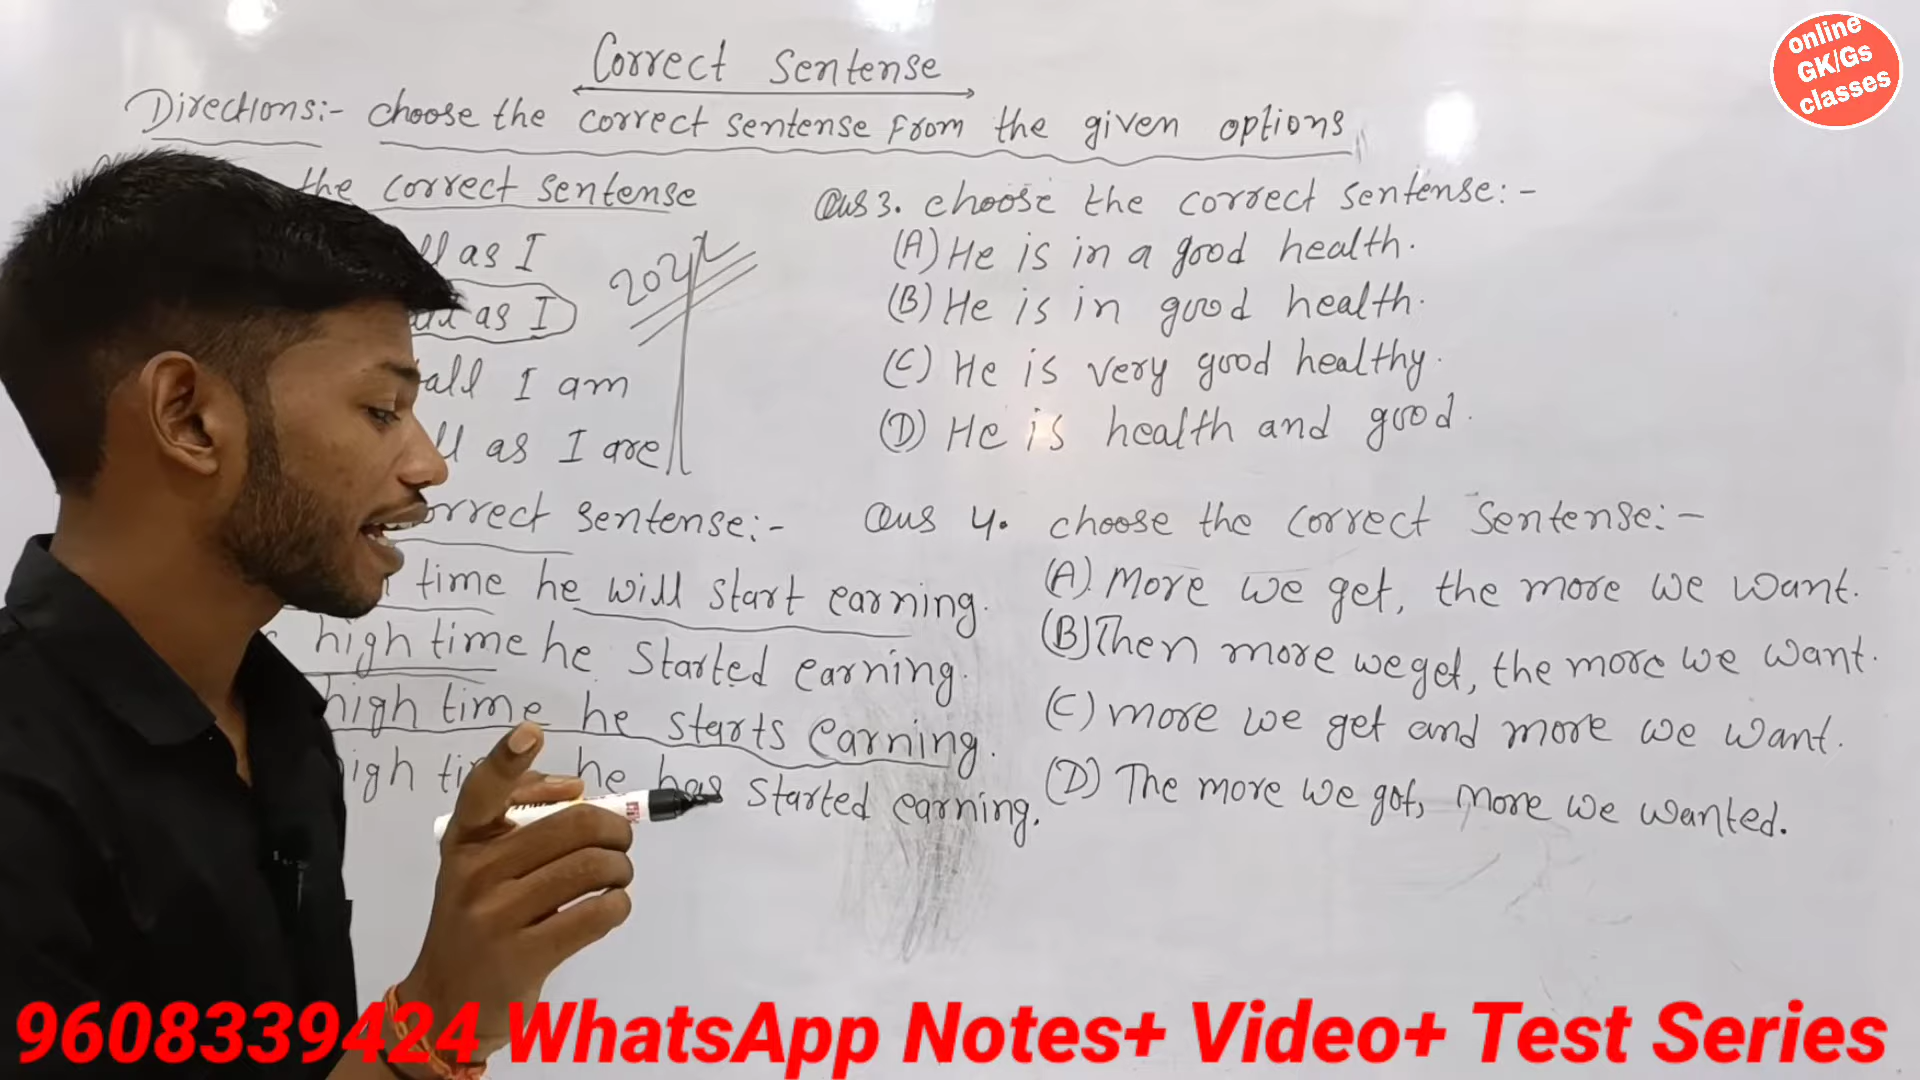 Correct Sentense
Directions:- choose the correct sentense from the given options
the correct sentense
as I
as I
I am
as I are
2024
correct sentense:-
time he will start earning.
high time he started earning.
high time he starts earning.
high he has started earning.
Qus 3. choose the correct sentense:-
(A) He is in a good health.
(B) He is in good health.
(C) He is very good healthy.
(D) He is health and good.
Qus 4. choose the correct sentense:-
(A). More we get, the more we want.
(B) Then more we get, the more we want.
(C) more we get and more we want.
(D) The more we got, more we wanted.
online
GK/Gs
classes
9608339424 WhatsApp Notes+ Video+ Test Series